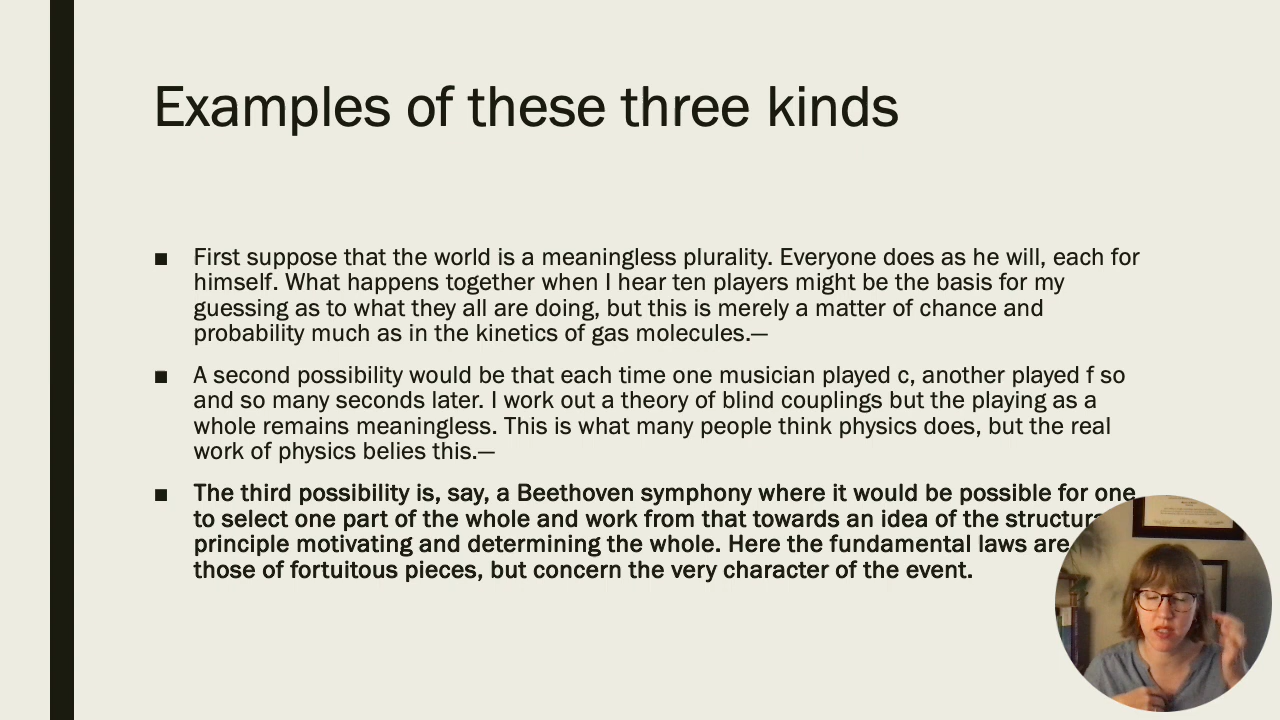 Examples of these three kinds
■ First suppose that the world is a meaningless plurality. Everyone does as he will, each for
himself. What happens together when I hear ten players might be the basis for my
guessing as to what they all are doing, but this is merely a matter of chance and
probability much as in the kinetics of gas molecules.—
■ A second possibility would be that each time one musician played c, another played f so
and so many seconds later. I work out a theory of blind couplings but the playing as a
whole remains meaningless. This is what many people think physics does, but the real
work of physics belies this.—
■ The third possibility is, say, a Beethoven symphony where it would be possible for one
to select one part of the whole and work from that towards an idea of the
principle motivating and determining the whole. Here the fundamental laws are
those of fortuitous pieces, but concern the very character of the event.